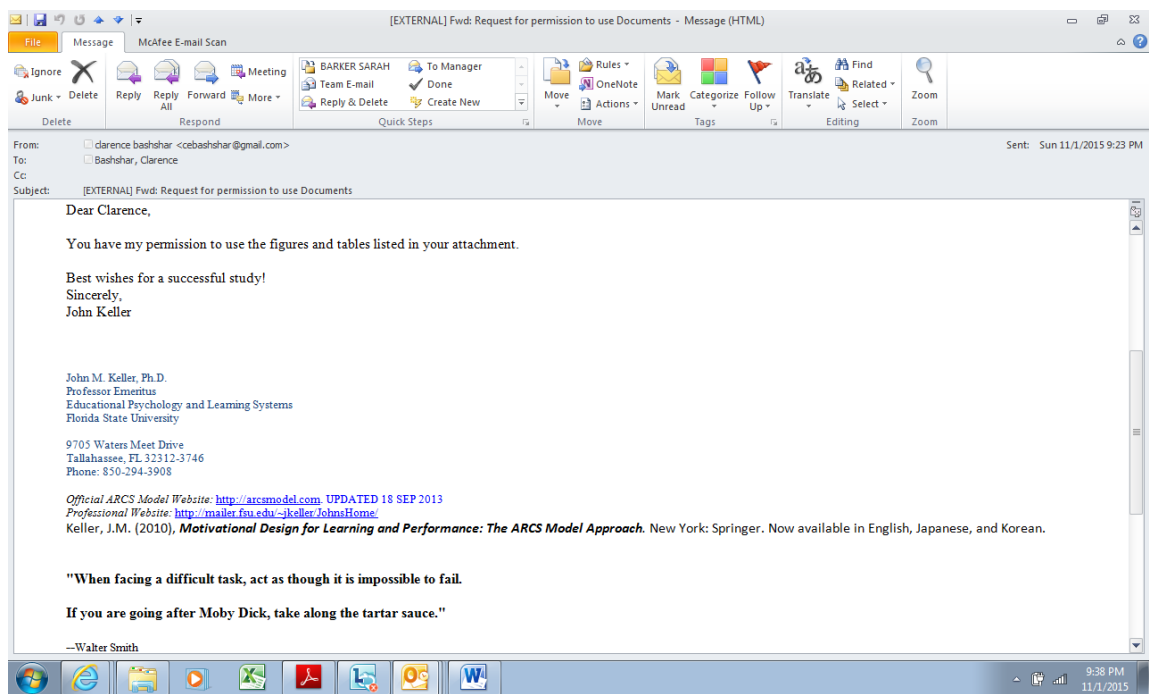 [EXTERNAL] Fwd: Request for permission to use Documents - Message (HTML)
File Message McAfee E-mail Scan
Ignore
Junk
Delete
Reply
Reply All
Forward
Meeting
More
BARKER SARAH
Team E-mail
Reply & Delete
To Manager
Done
Create New
Move
Rules
OneNote
Actions
Mark Unread
Categorize
Follow Up
Translate
Find
Related
Select
Zoom
Delete Respond Quick Steps Move Tags Editing Zoom
From: clarence bashshar <cebashshar@gmail.com> Sent: Sun 11/1/2015 9:23 PM
To: Bashshar, Clarence
Cc:
Subject: [EXTERNAL] Fwd: Request for permission to use Documents
Dear Clarence,
You have my permission to use the figures and tables listed in your attachment.
Best wishes for a successful study!
Sincerely,
John Keller
John M. Keller, Ph.D.
Professor Emeritus
Educational Psychology and Learning Systems
Florida State University
9705 Waters Meet Drive
Tallahassee, FL 32312-3746
Phone: 850-294-3908
Official ARCS Model Website: http://arcsmodel.com. UPDATED 18 SEP 2013
Professional Website: http://mailer.fsu.edu/~jkeller/JohnsHome/
Keller, J.M. (2010), Motivational Design for Learning and Performance: The ARCS Model Approach. New York: Springer. Now available in English, Japanese, and Korean.
"When facing a difficult task, act as though it is impossible to fail.
If you are going after Moby Dick, take along the tartar sauce."
--Walter Smith
9:38 PM
11/1/2015